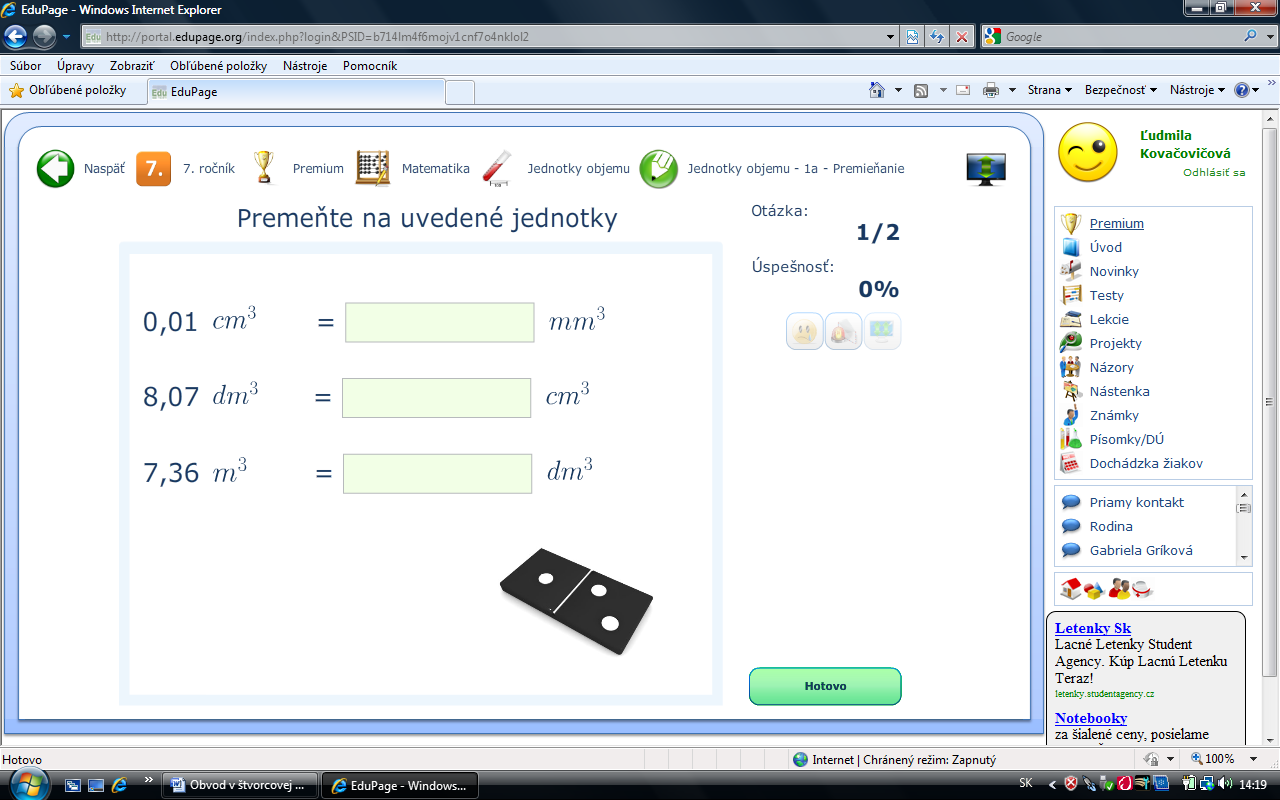 EduPage - Windows Internet Explorer
http://portal.edupage.org/index.php?login&PSID=b714lm4f6mojv1cnf7o4nklol2
Google
Súbor Úpravy Zobraziť Obľúbené položky Nástroje Pomocník
Obľúbené položky
EduPage
Strana Bezpečnosť Nástroje
Naspäť
7.
7. ročník
Premium
Matematika
Jednotky objemu
Jednotky objemu - 1a - Premieňanie
Premeňte na uvedené jednotky
0,01 cm³ = mm³
8,07 dm³ = cm³
7,36 m³ = dm³
Otázka:
1/2
Úspešnosť:
0%
Hotovo
Ľudmila
Kovačovičová
Odhlásiť sa
Premium
Úvod
Novinky
Testy
Lekcie
Projekty
Názory
Nástenka
Známky
Písomky/DÚ
Dochádzka žiakov
Priamy kontakt
Rodina
Gabriela Gríková
Letenky Sk
Lacné Letenky Student
Agency. Kúp Lacnú Letenku
Teraz!
letenky.studentagency.cz
Notebooky
za šialené ceny, posielame
Hotovo
Internet | Chránený režim: Zapnutý
100%
Obvod v štvorcovej ...
EduPage - Windows...
SK
14:19